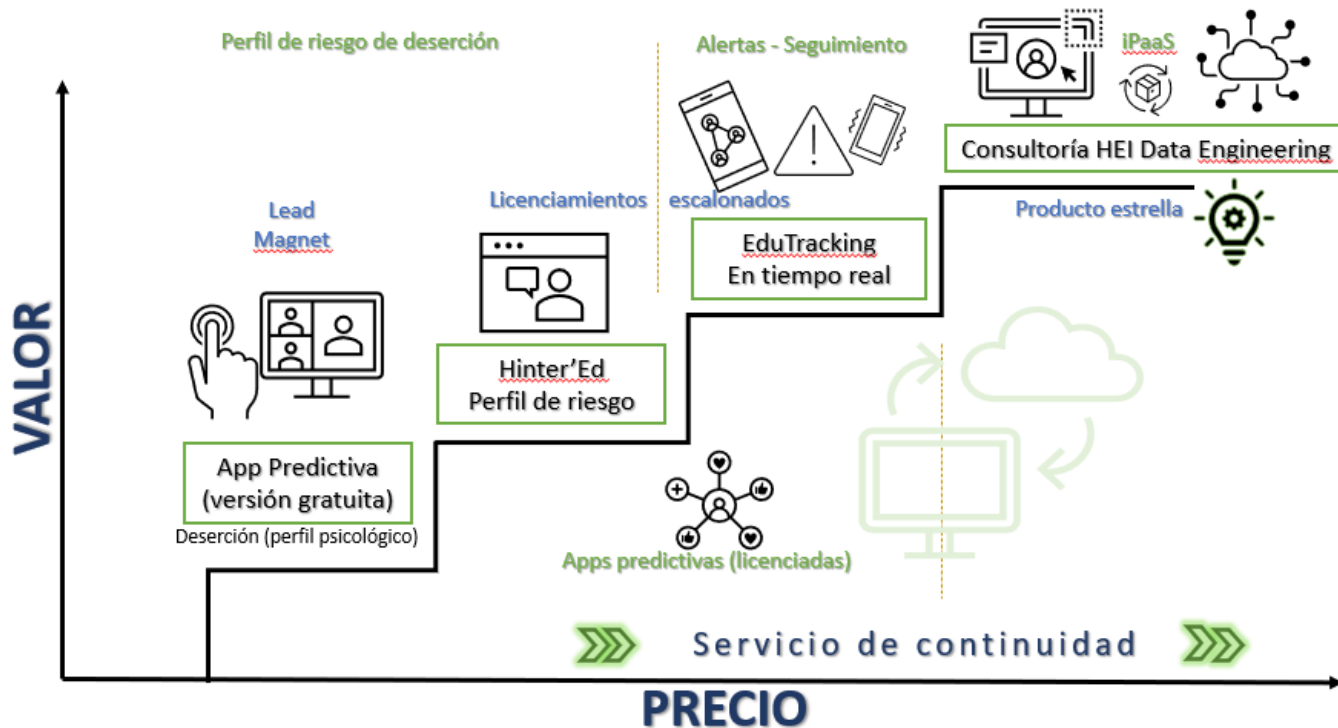 Perfil de riesgo de deserción
Alertas - Seguimiento
iPaaS
Consultoría HEI Data Engineering
Licenciamientos escalonados
Producto estrella
Lead
Magnet
EduTracking
En tiempo real
Hinter’Ed
Perfil de riesgo
App Predictiva
(versión gratuita)
Deserción (perfil psicológico)
Apps predictivas (licenciadas)
Servicio de continuidad
VALOR
PRECIO